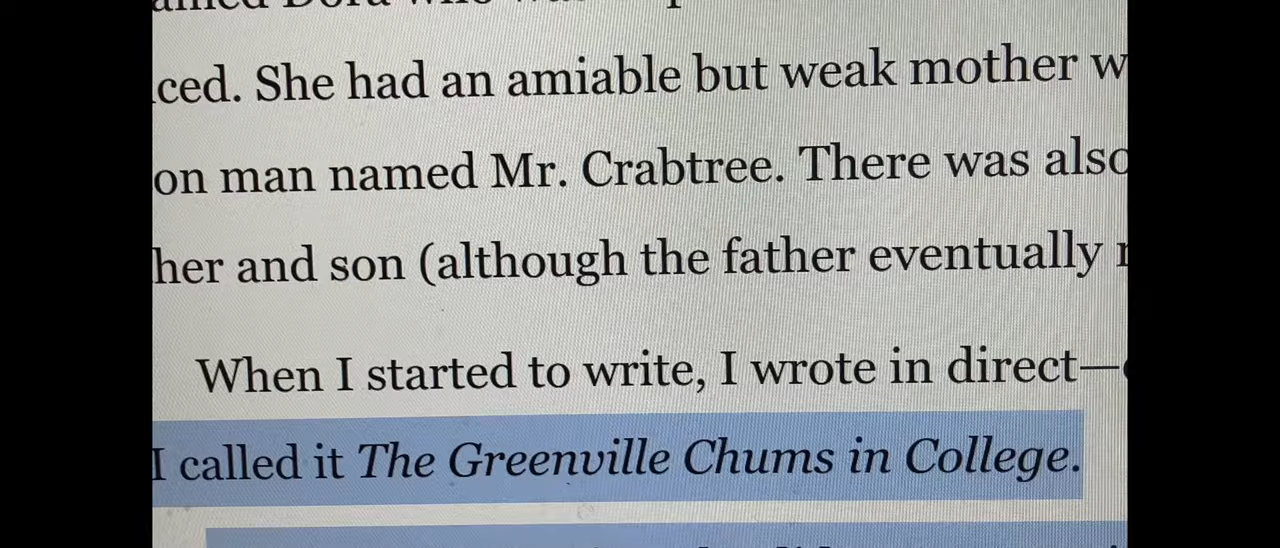 ced. She had an amiable but weak mother
on man named Mr. Crabtree. There was also
her and son (although the father eventually
When I started to write, I wrote in direct—
I called it The Greenville Chums in College.